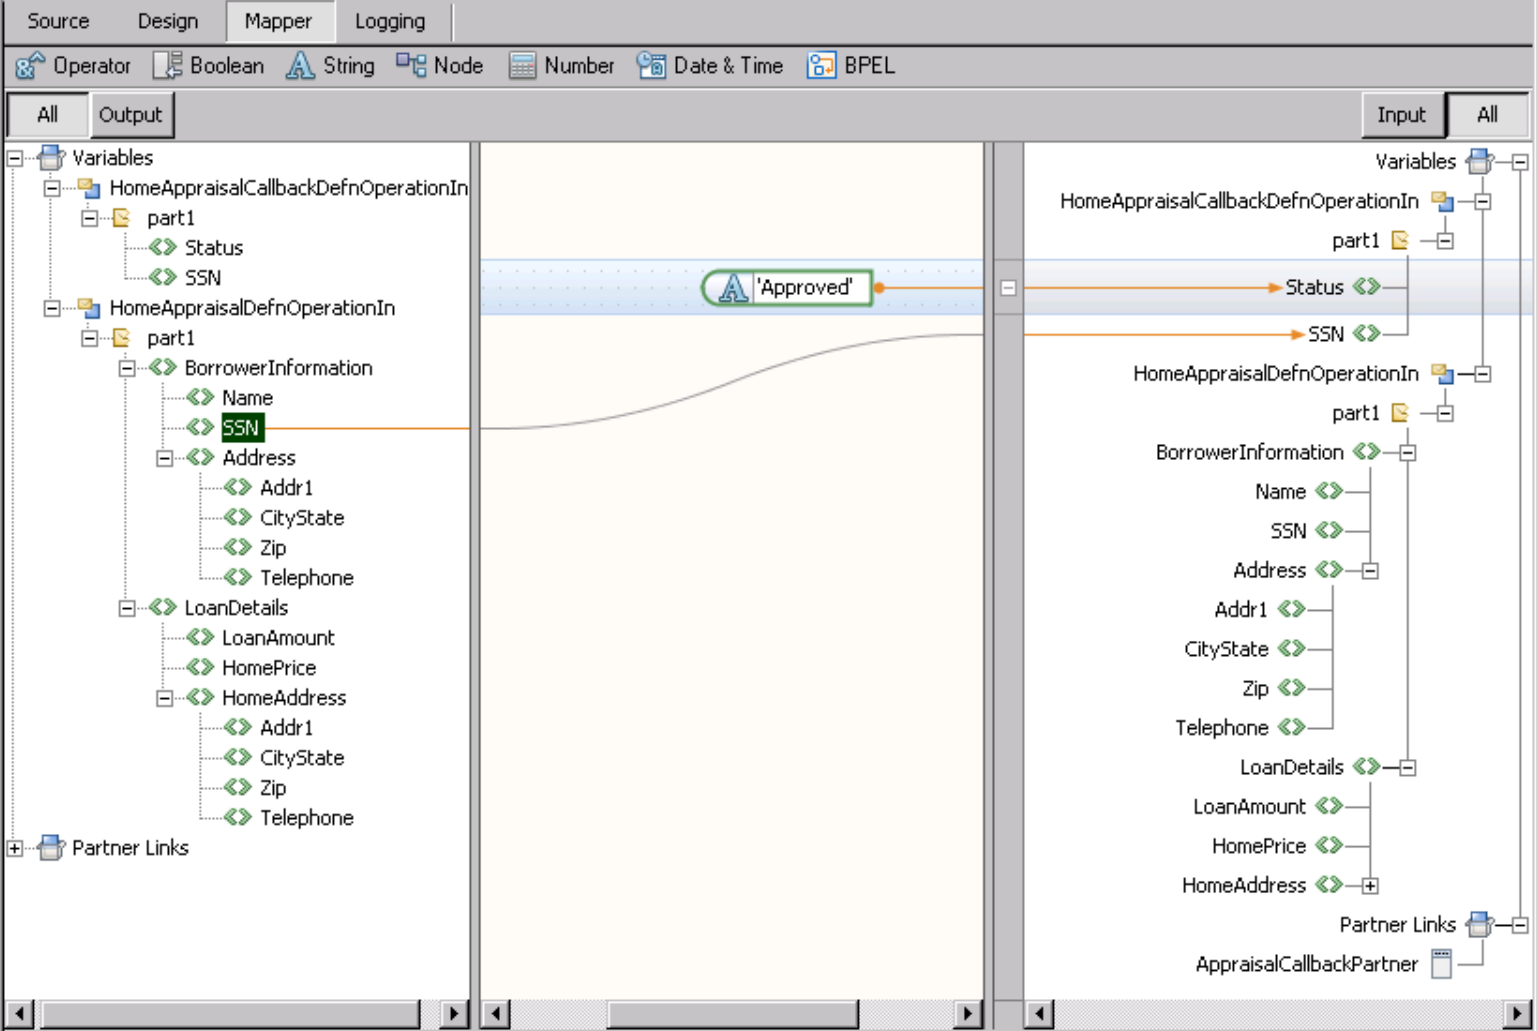 Source Design Mapper Logging
Operator Boolean String Node Number Date & Time BPEL
All Output
Input All
Variables
HomeAppraisalCallbackDefnOperationIn
part1
Status
SSN
HomeAppraisalDefnOperationIn
part1
BorrowerInformation
Name
SSN
Address
Addr1
CityState
Zip
Telephone
LoanDetails
LoanAmount
HomePrice
HomeAddress
Addr1
CityState
Zip
Telephone
Partner Links
'Approved'
Variables
HomeAppraisalCallbackDefnOperationIn
part1
Status
SSN
HomeAppraisalDefnOperationIn
part1
BorrowerInformation
Name
SSN
Address
Addr1
CityState
Zip
Telephone
LoanDetails
LoanAmount
HomePrice
HomeAddress
Partner Links
AppraisalCallbackPartner